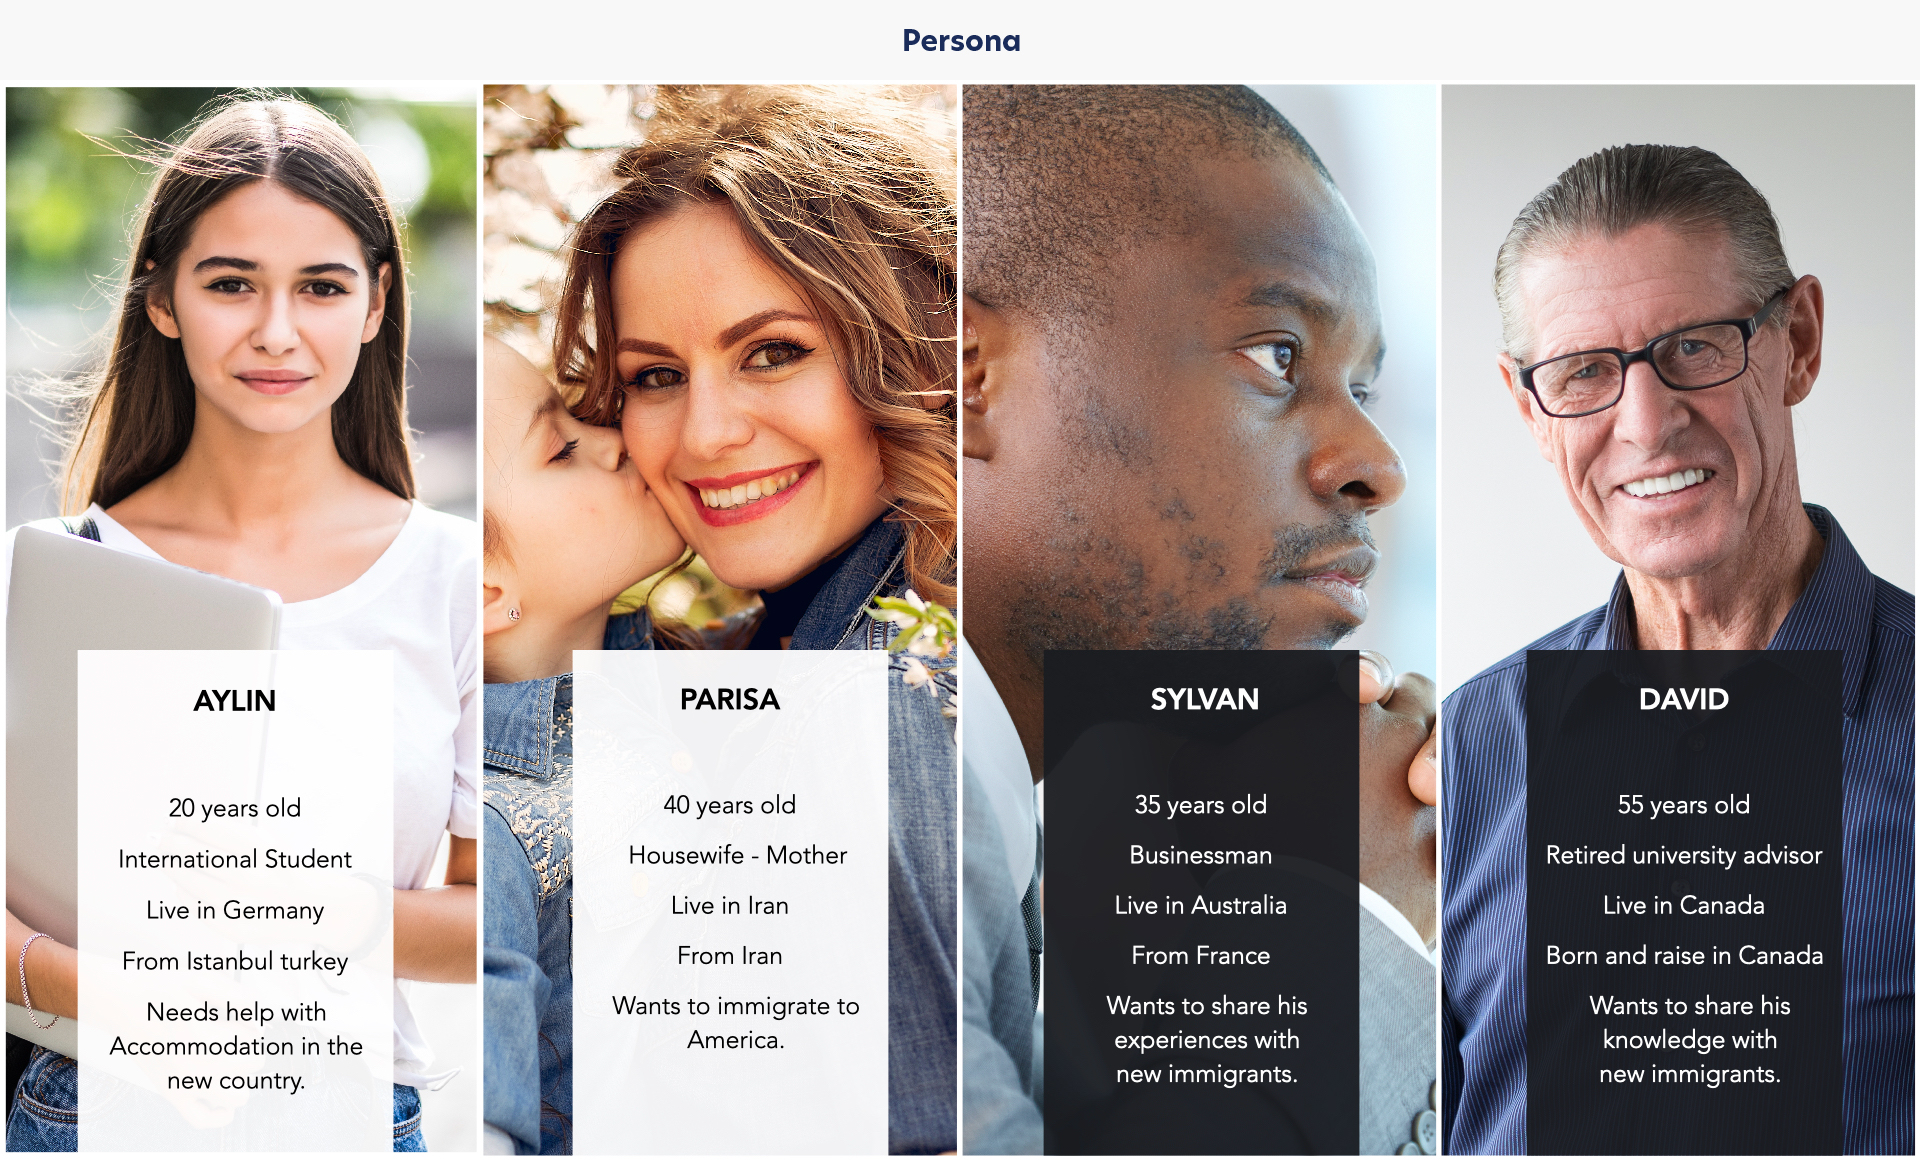 Persona
AYLIN
20 years old
International Student
Live in Germany
From Istanbul turkey
Needs help with
Accommodation in the
new country.
PARISA
40 years old
Housewife - Mother
Live in Iran
From Iran
Wants to immigrate to
America.
SYLVAN
35 years old
Businessman
Live in Australia
From France
Wants to share his
experiences with
new immigrants.
DAVID
55 years old
Retired university advisor
Live in Canada
Born and raise in Canada
Wants to share his
knowledge with
new immigrants.